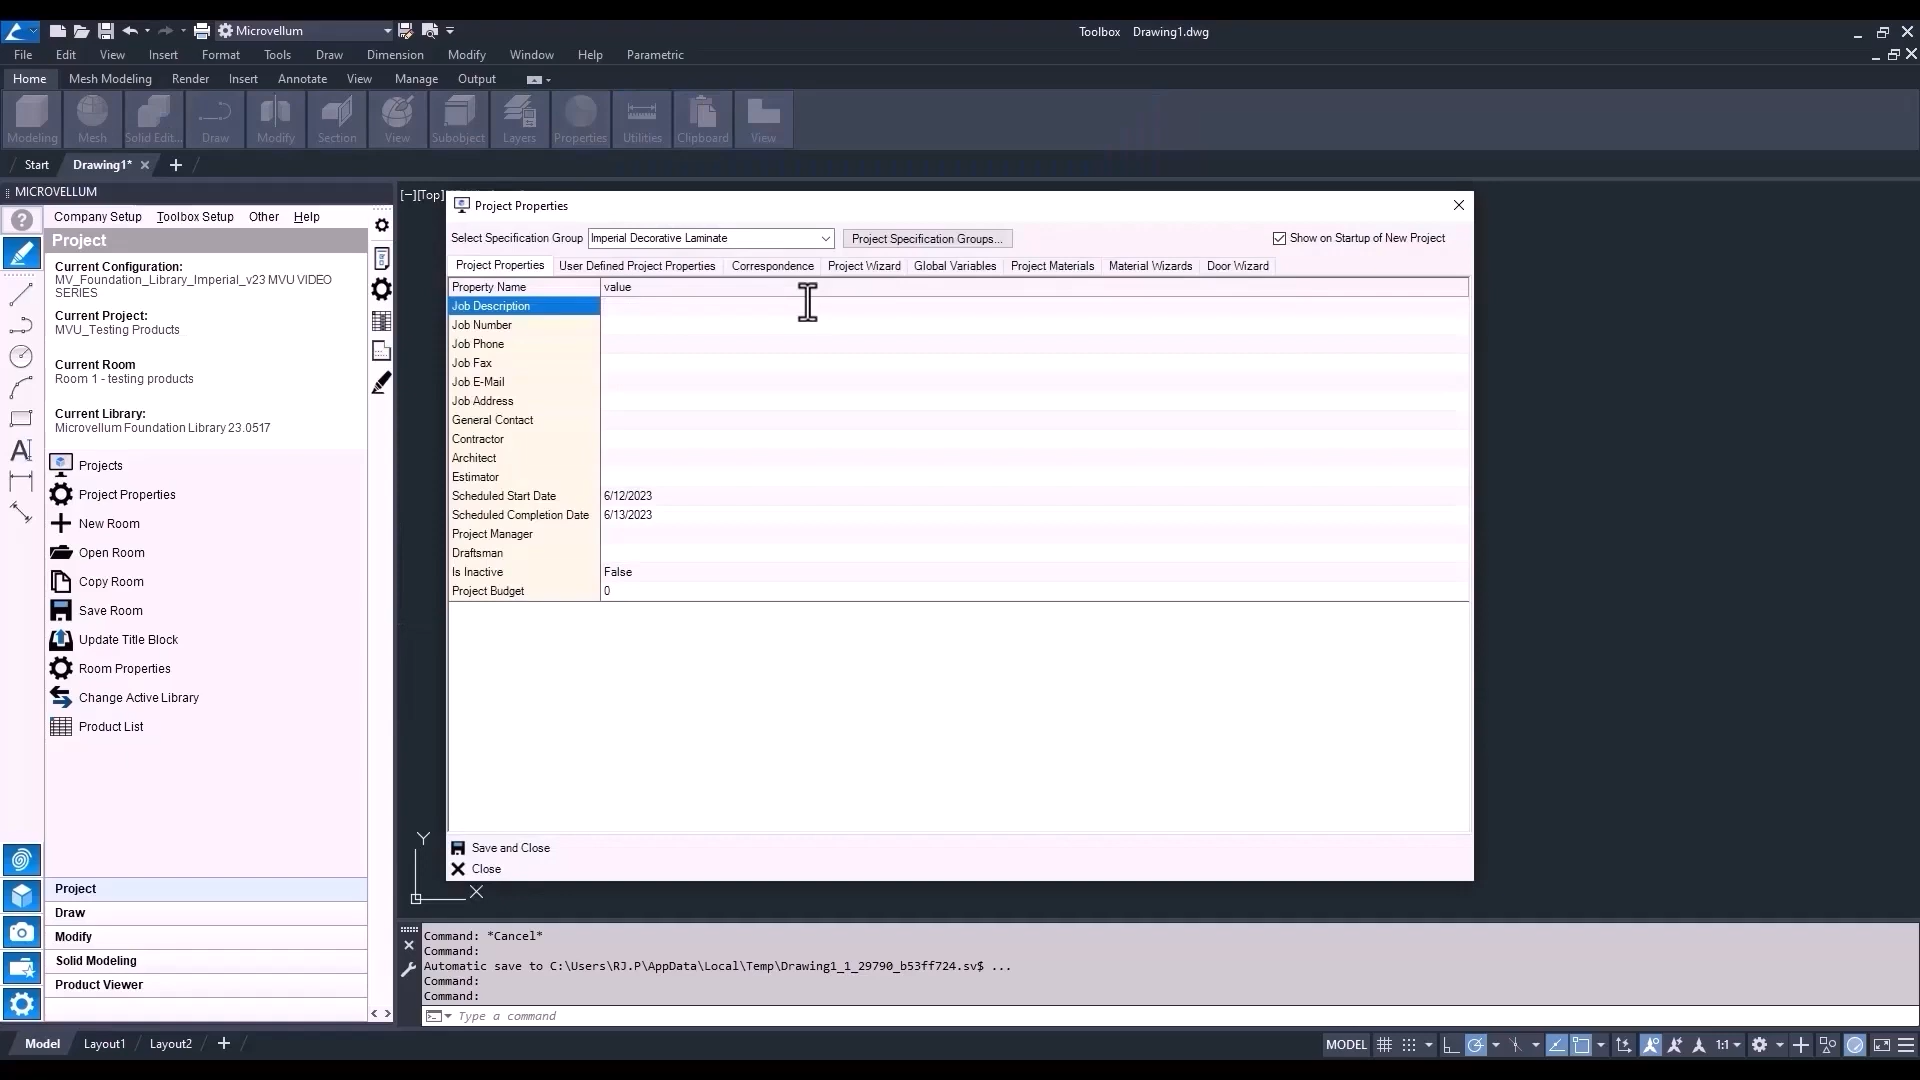 Microvellum
Toolbox Drawing1.dwg
File Edit View Insert Format Tools Draw Dimension Modify Window Help Parametric
Home Mesh Modeling Render Insert Annotate View Manage Output
Modeling Mesh Solid Edit... Draw Modify Section View Subobject Layers Properties Utilities Clipboard View
Start Drawing1*
MICROVELLUM
Company Setup Toolbox Setup Other Help
Project
Current Configuration:
MV_Foundation_Library_Imperial_v23 MVU VIDEO
SERIES
Current Project:
MVU_Testing Products
Current Room
Room 1 - testing products
Current Library:
Microvellum Foundation Library 23.0517
Projects
Project Properties
New Room
Open Room
Copy Room
Save Room
Update Title Block
Room Properties
Change Active Library
Product List
Project
Draw
Modify
Solid Modeling
Product Viewer
[−][Top]
Project Properties
Select Specification Group Imperial Decorative Laminate Project Specification Groups... Show on Startup of New Project
Project Properties User Defined Project Properties Correspondence Project Wizard Global Variables Project Materials Material Wizards Door Wizard
Property Name value
Job Description
Job Number
Job Phone
Job Fax
Job E-Mail
Job Address
General Contact
Contractor
Architect
Estimator
Scheduled Start Date 6/12/2023
Scheduled Completion Date 6/13/2023
Project Manager
Draftsman
Is Inactive False
Project Budget 0
Save and Close
Close
Y
X
Command: *Cancel*
Command:
Automatic save to C:\Users\RJ.P\AppData\Local\Temp\Drawing1_1_29790_b53ff724.sv$ ...
Command:
Command:
Type a command
Model Layout1 Layout2
MODEL 1:1